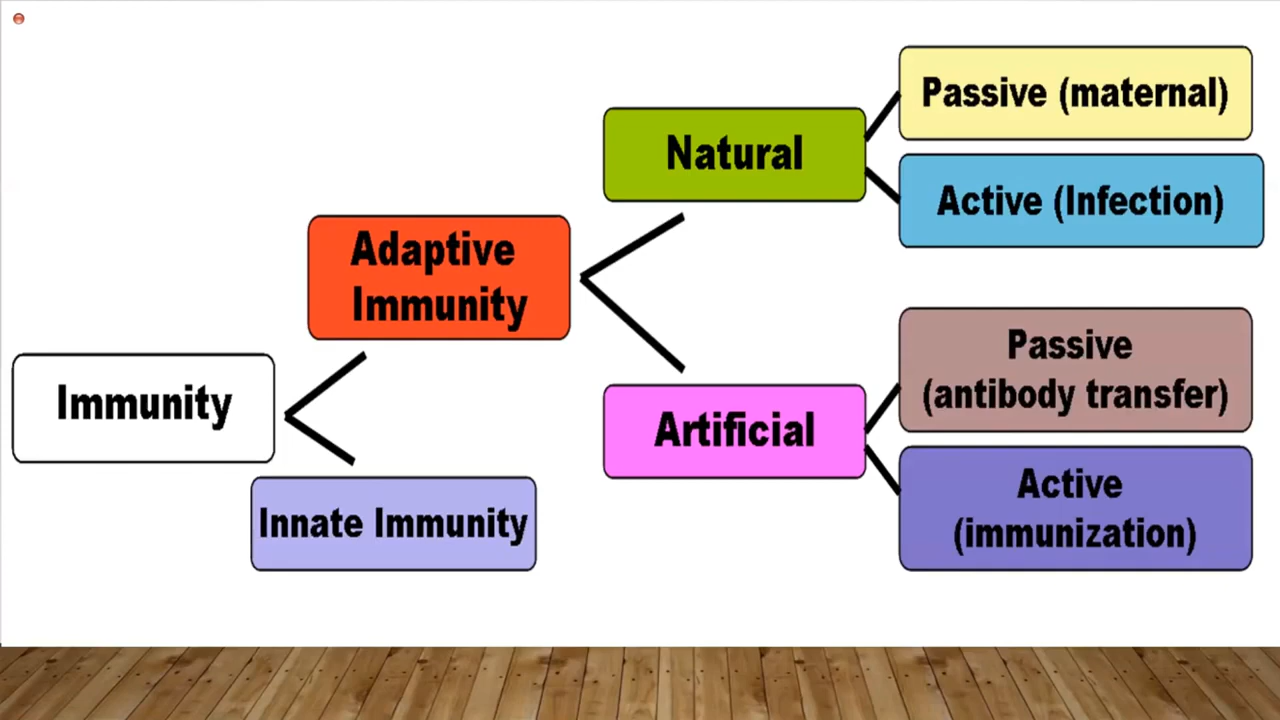 Passive (maternal)
Natural
Active (Infection)
Adaptive
Immunity
Passive
(antibody transfer)
Immunity
Artificial
Active
(immunization)
Innate Immunity